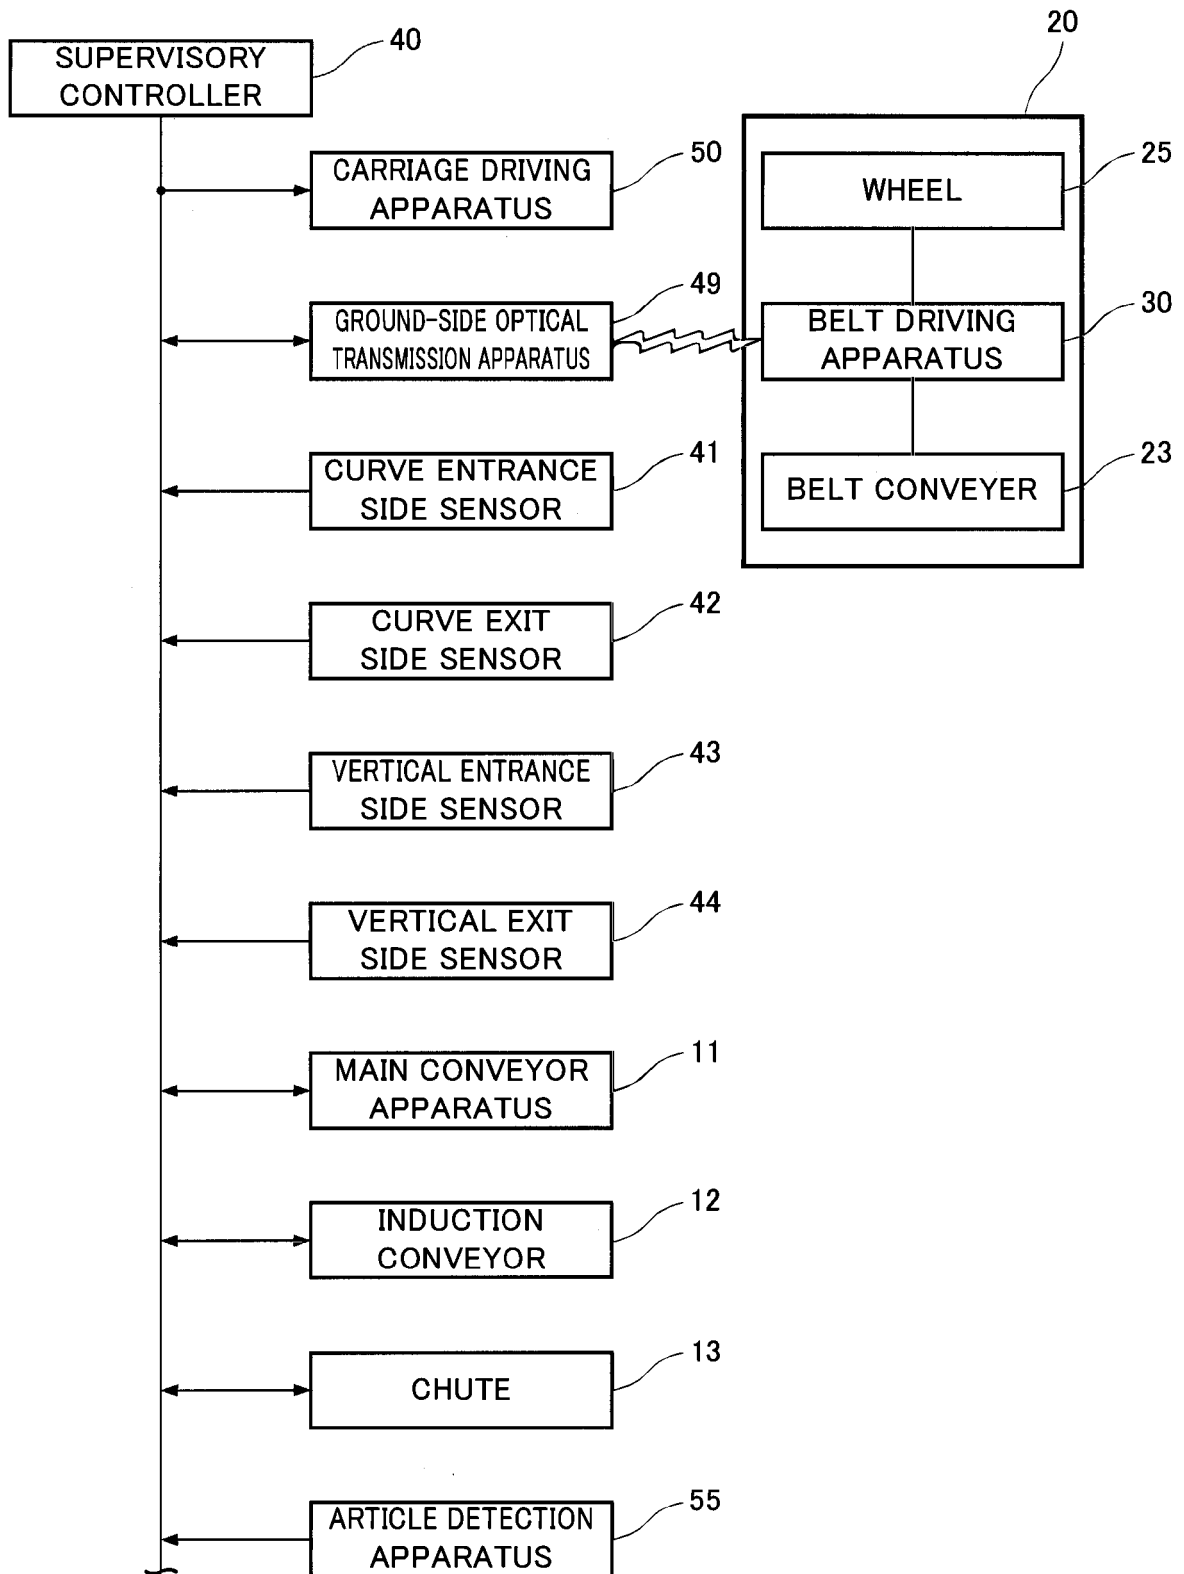 SUPERVISORY
CONTROLLER
40
20
CARRIAGE DRIVING
APPARATUS
50
WHEEL
25
GROUND-SIDE OPTICAL
TRANSMISSION APPARATUS
49
BELT DRIVING
APPARATUS
30
CURVE ENTRANCE
SIDE SENSOR
41
BELT CONVEYER
23
CURVE EXIT
SIDE SENSOR
42
VERTICAL ENTRANCE
SIDE SENSOR
43
VERTICAL EXIT
SIDE SENSOR
44
MAIN CONVEYOR
APPARATUS
11
INDUCTION
CONVEYOR
12
CHUTE
13
ARTICLE DETECTION
APPARATUS
55